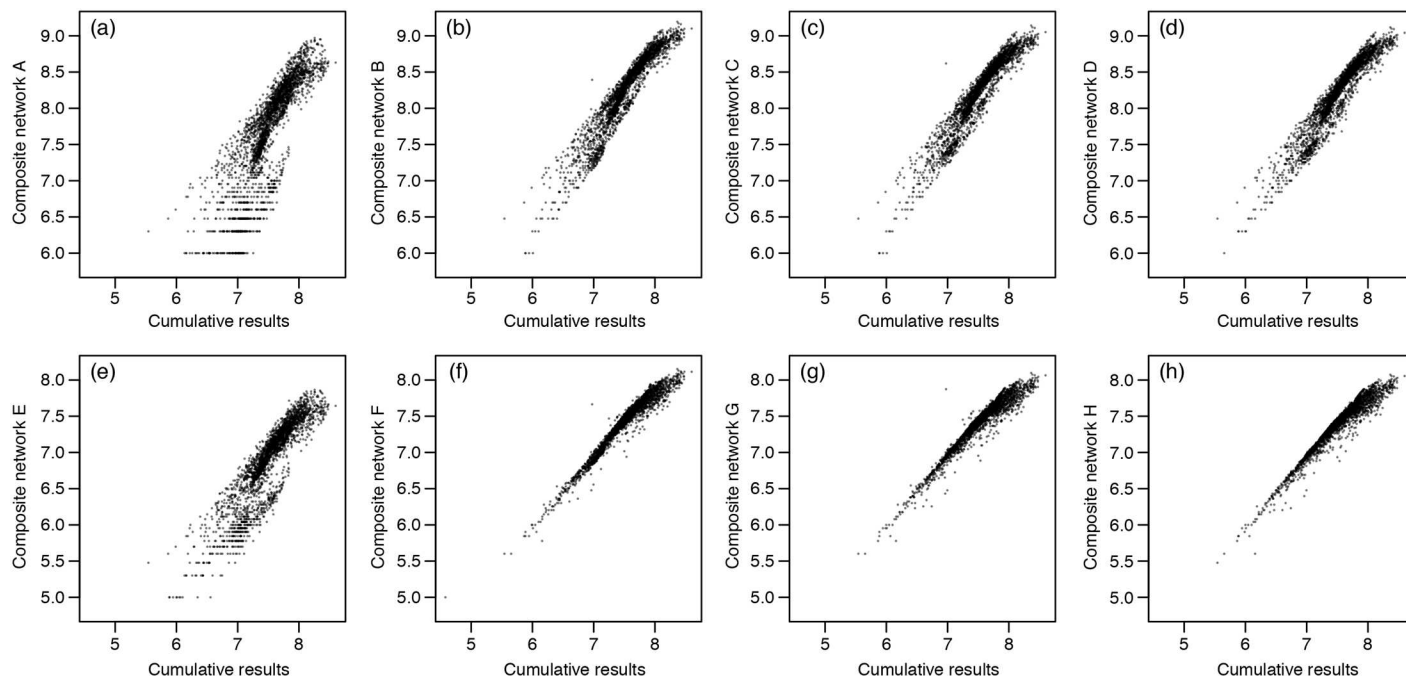 (a)
Composite network A
9.0
8.5
8.0
7.5
7.0
6.5
6.0
5 6 7 8
Cumulative results
(b)
Composite network B
9.0
8.5
8.0
7.5
7.0
6.5
6.0
5 6 7 8
Cumulative results
(c)
Composite network C
9.0
8.5
8.0
7.5
7.0
6.5
6.0
5 6 7 8
Cumulative results
(d)
Composite network D
9.0
8.5
8.0
7.5
7.0
6.5
6.0
5 6 7 8
Cumulative results
(e)
Composite network E
8.0
7.5
7.0
6.5
6.0
5.5
5.0
5 6 7 8
Cumulative results
(f)
Composite network F
8.0
7.5
7.0
6.5
6.0
5.5
5.0
5 6 7 8
Cumulative results
(g)
Composite network G
8.0
7.5
7.0
6.5
6.0
5.5
5.0
5 6 7 8
Cumulative results
(h)
Composite network H
8.0
7.5
7.0
6.5
6.0
5.5
5.0
5 6 7 8
Cumulative results